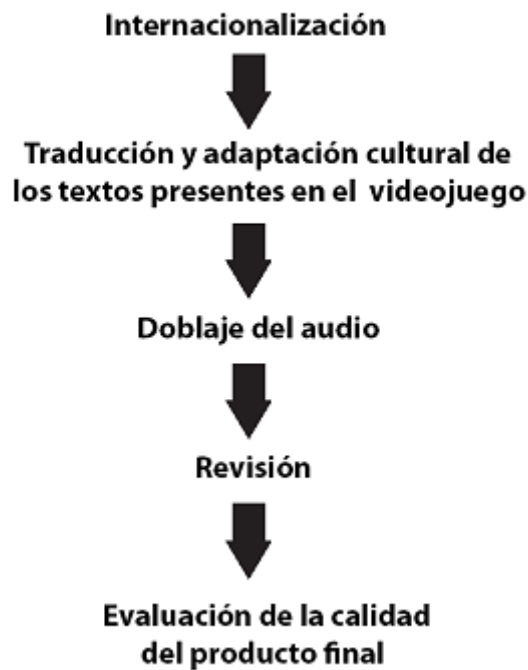 Internacionalización
Traducción y adaptación cultural de
los textos presentes en el videojuego
Doblaje del audio
Revisión
Evaluación de la calidad
del producto final